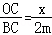 OC/BC = x/2m